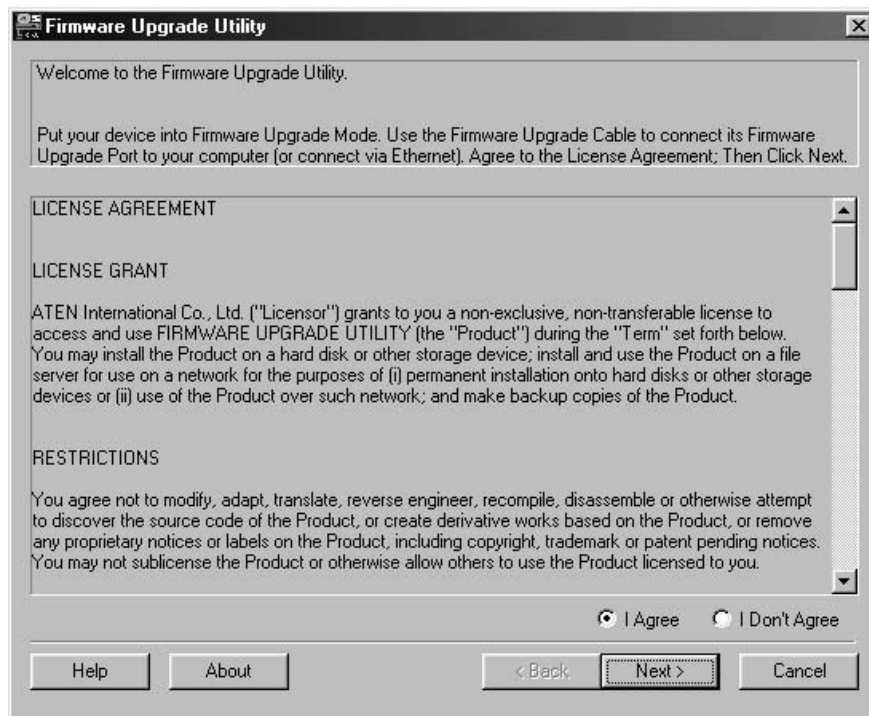 Firmware Upgrade Utility
Welcome to the Firmware Upgrade Utility.
Put your device into Firmware Upgrade Mode. Use the Firmware Upgrade Cable to connect its Firmware
Upgrade Port to your computer (or connect via Ethernet). Agree to the License Agreement; Then Click Next.
LICENSE AGREEMENT
LICENSE GRANT
ATEN International Co., Ltd. ("Licensor") grants to you a non-exclusive, non-transferable license to
access and use FIRMWARE UPGRADE UTILITY (the "Product") during the "Term" set forth below.
You may install the Product on a hard disk or other storage device; install and use the Product on a file
server for use on a network for the purposes of (i) permanent installation onto hard disks or other storage
devices or (ii) use of the Product over such network; and make backup copies of the Product.
RESTRICTIONS
You agree not to modify, adapt, translate, reverse engineer, recompile, disassemble or otherwise attempt
to discover the source code of the Product, or create derivative works based on the Product, or remove
any proprietary notices or labels on the Product, including copyright, trademark or patent pending notices.
You may not sublicense the Product or otherwise allow others to use the Product licensed to you.
I Agree I Don't Agree
Help About < Back Next > Cancel